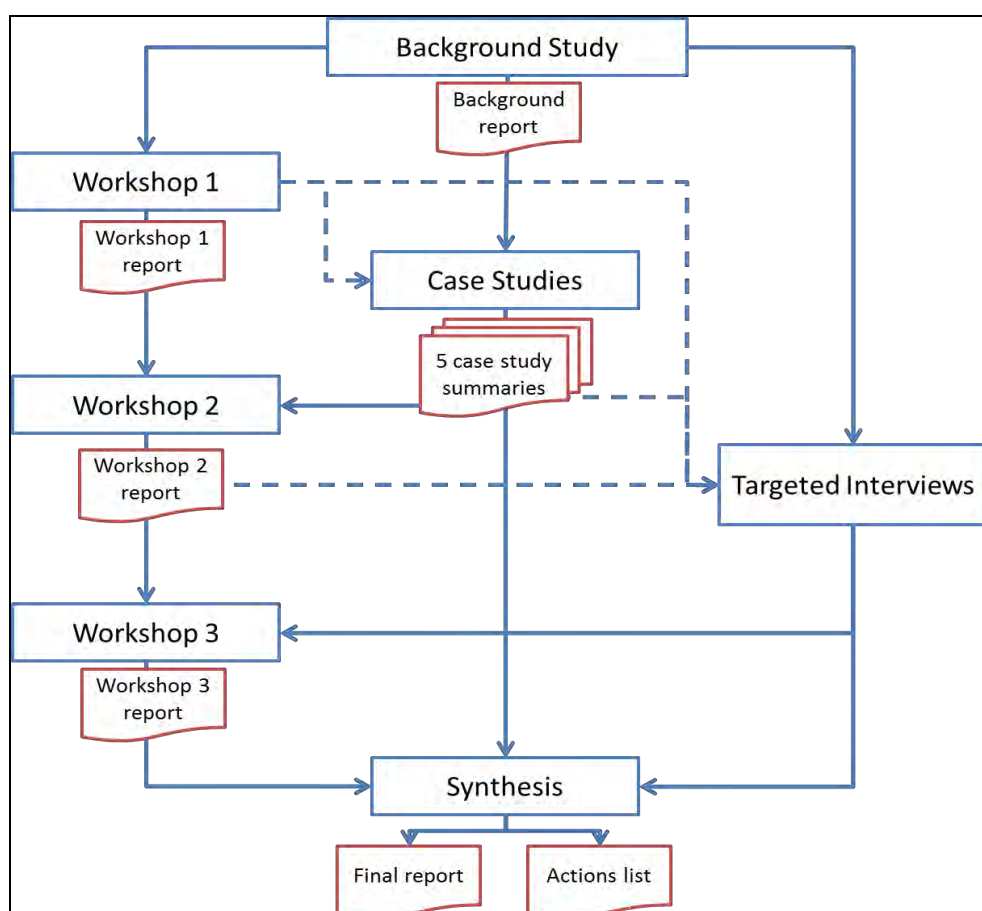 Background Study
Background
report
Workshop 1
Workshop 1
report
Case Studies
5 case study
summaries
Workshop 2
Workshop 2
report
Targeted Interviews
Workshop 3
Workshop 3
report
Synthesis
Final report
Actions list